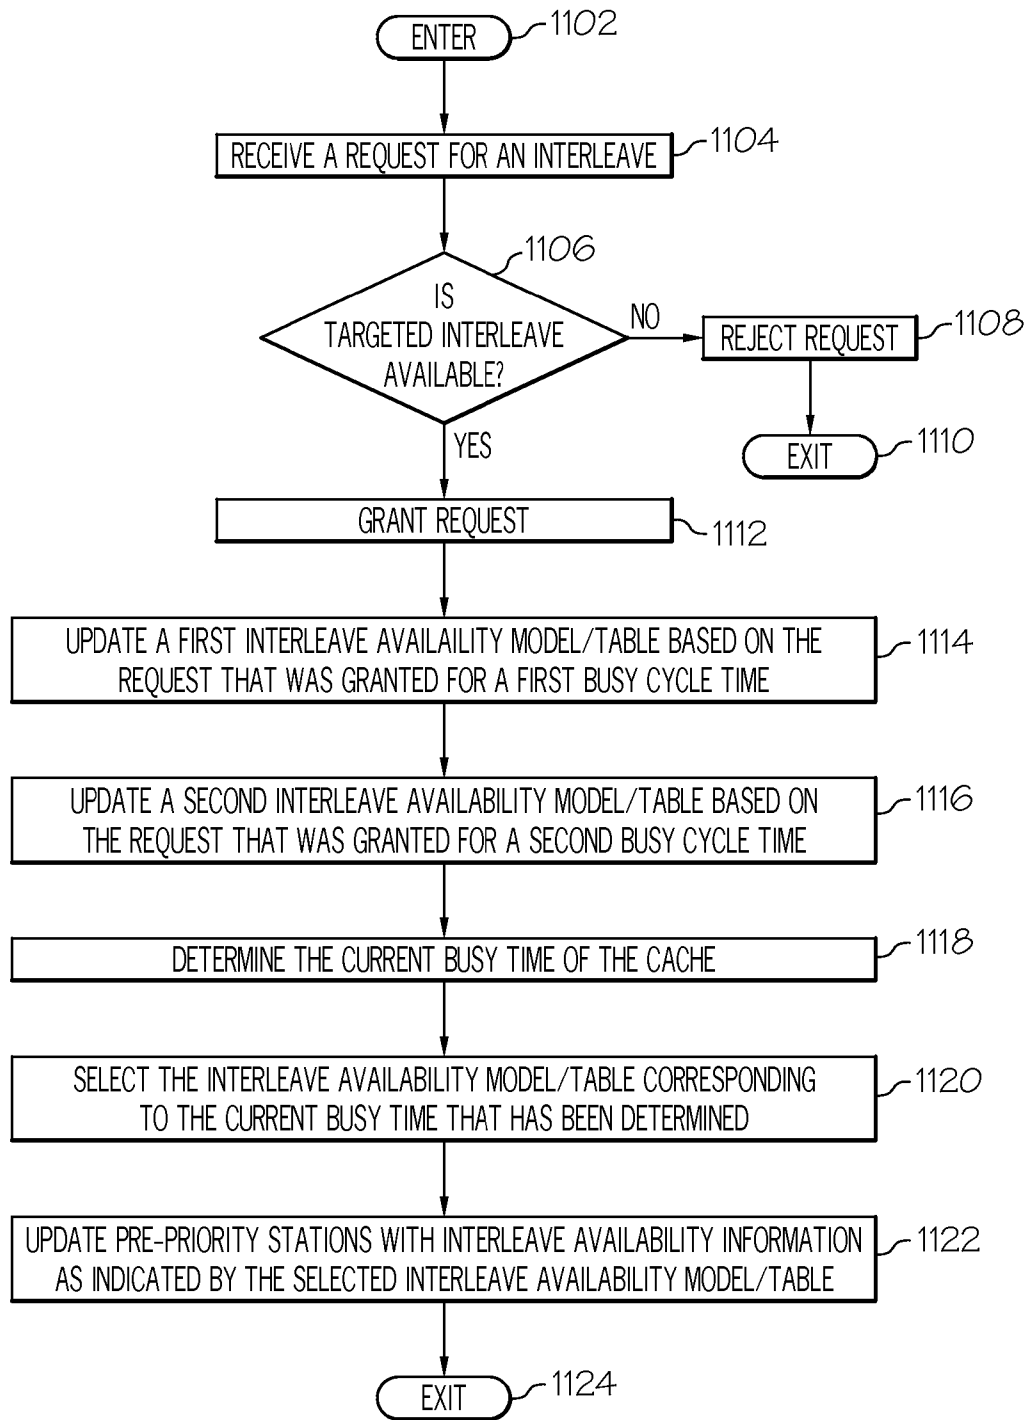 ENTER
1102
RECEIVE A REQUEST FOR AN INTERLEAVE
1104
1106
IS
TARGETED INTERLEAVE
AVAILABLE?
NO
REJECT REQUEST
1108
YES
EXIT
1110
GRANT REQUEST
1112
UPDATE A FIRST INTERLEAVE AVAILAILITY MODEL/TABLE BASED ON THE
REQUEST THAT WAS GRANTED FOR A FIRST BUSY CYCLE TIME
1114
UPDATE A SECOND INTERLEAVE AVAILABILITY MODEL/TABLE BASED ON
THE REQUEST THAT WAS GRANTED FOR A SECOND BUSY CYCLE TIME
1116
DETERMINE THE CURRENT BUSY TIME OF THE CACHE
1118
SELECT THE INTERLEAVE AVAILABILITY MODEL/TABLE CORRESPONDING
TO THE CURRENT BUSY TIME THAT HAS BEEN DETERMINED
1120
UPDATE PRE-PRIORITY STATIONS WITH INTERLEAVE AVAILABILITY INFORMATION
AS INDICATED BY THE SELECTED INTERLEAVE AVAILABILITY MODEL/TABLE
1122
EXIT
1124